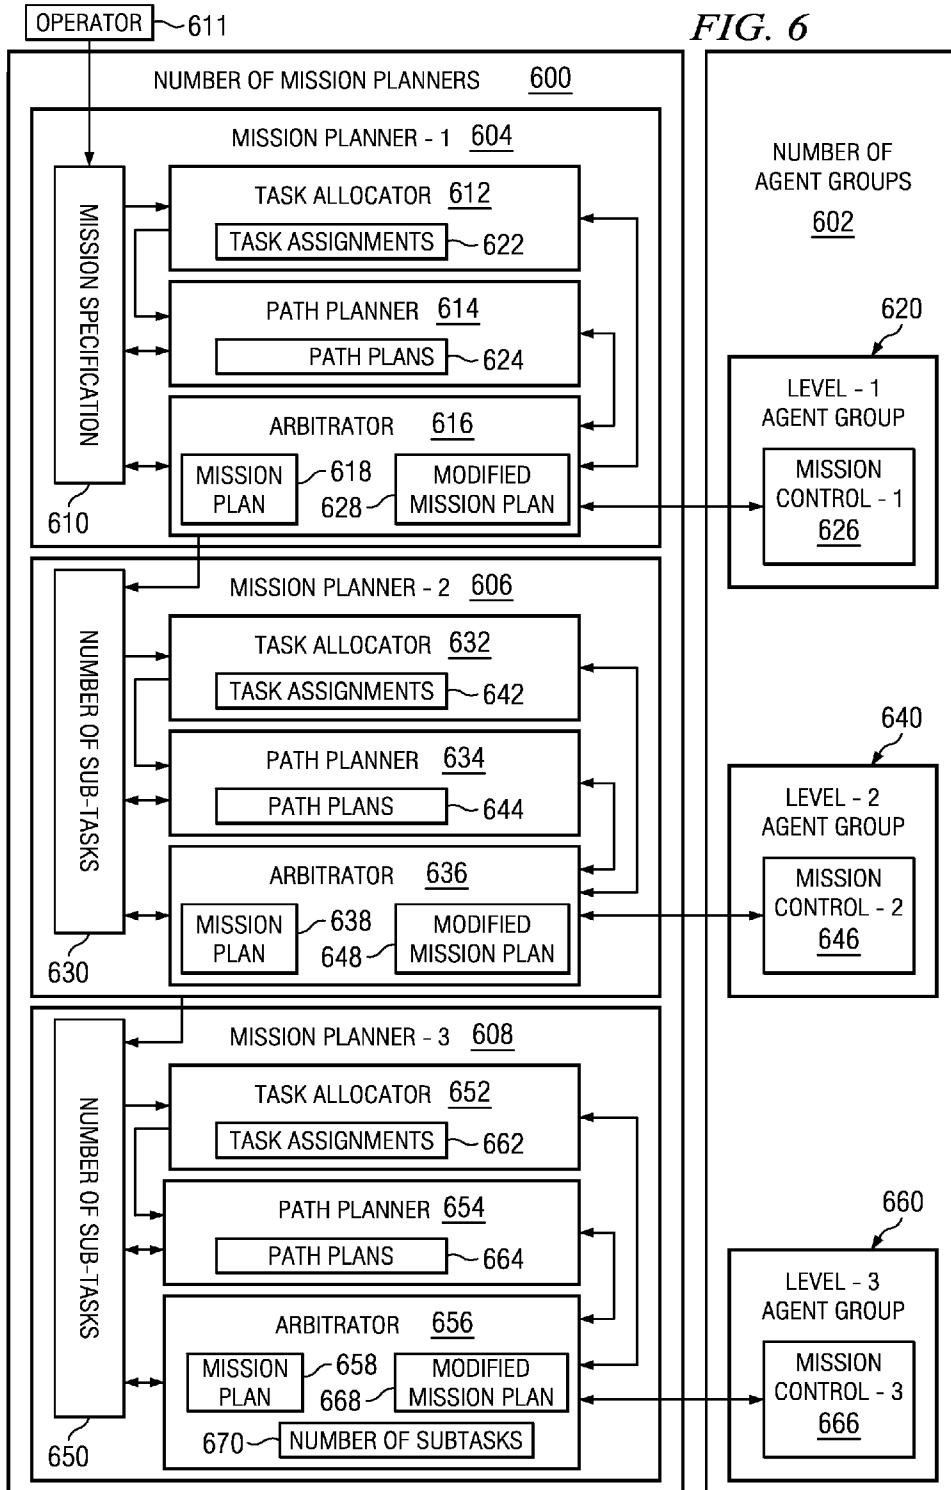 OPERATOR 611
FIG. 6
NUMBER OF MISSION PLANNERS 600
MISSION PLANNER - 1 604
MISSION SPECIFICATION
610
TASK ALLOCATOR 612
TASK ASSIGNMENTS 622
PATH PLANNER 614
PATH PLANS 624
ARBITRATOR 616
MISSION
PLAN
618
628
MODIFIED
MISSION PLAN
MISSION PLANNER - 2 606
NUMBER OF SUB-TASKS
630
TASK ALLOCATOR 632
TASK ASSIGNMENTS 642
PATH PLANNER 634
PATH PLANS 644
ARBITRATOR 636
MISSION
PLAN
638
648
MODIFIED
MISSION PLAN
MISSION PLANNER - 3 608
NUMBER OF SUB-TASKS
650
TASK ALLOCATOR 652
TASK ASSIGNMENTS 662
PATH PLANNER 654
PATH PLANS 664
ARBITRATOR 656
MISSION
PLAN
658
668
MODIFIED
MISSION PLAN
670 NUMBER OF SUBTASKS
NUMBER OF
AGENT GROUPS
602
620
LEVEL - 1
AGENT GROUP
MISSION
CONTROL - 1
626
640
LEVEL - 2
AGENT GROUP
MISSION
CONTROL - 2
646
660
LEVEL - 3
AGENT GROUP
MISSION
CONTROL - 3
666